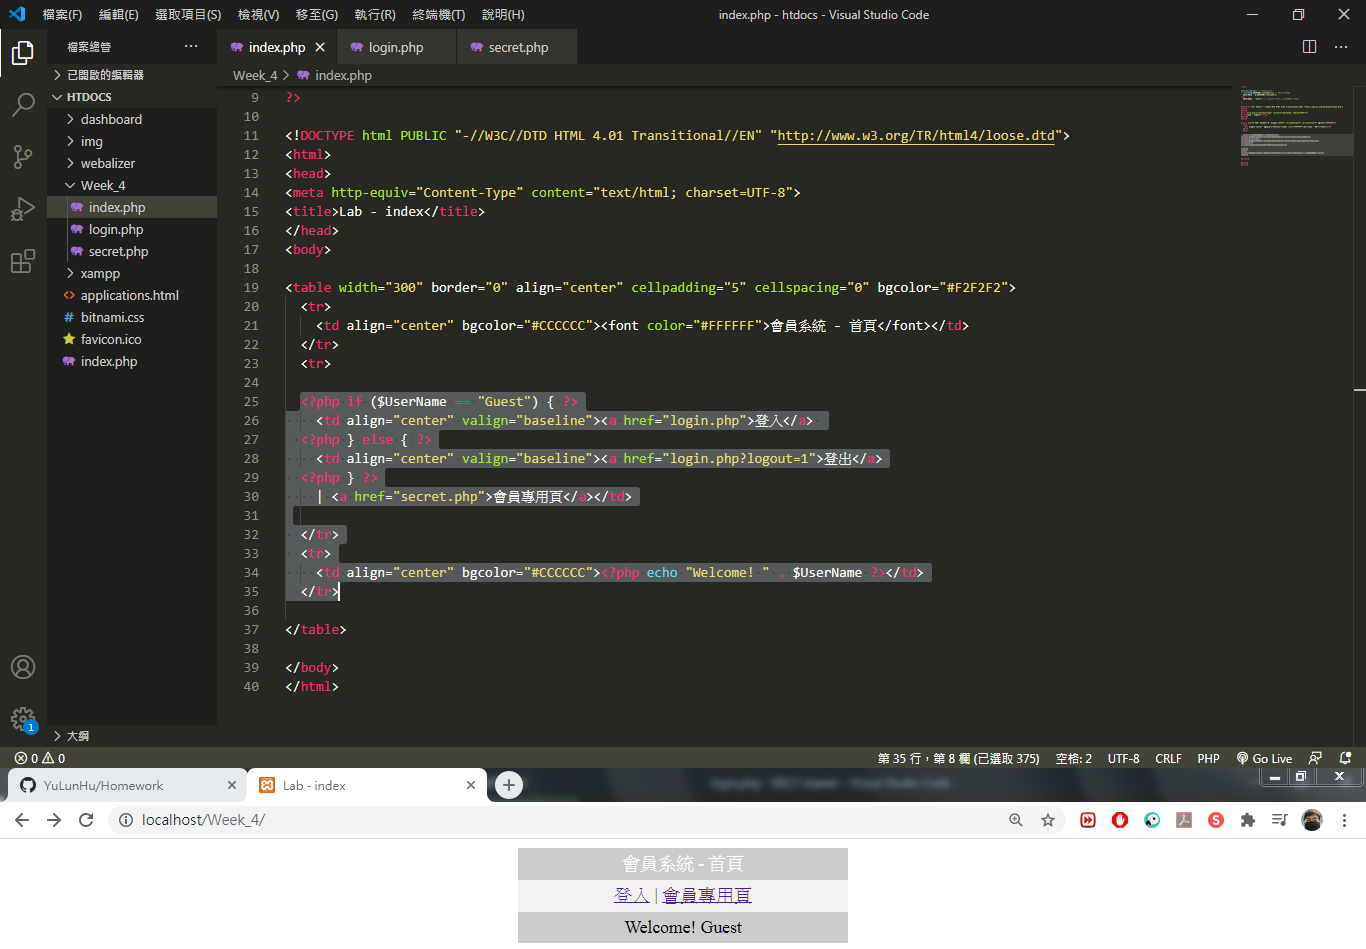 檔案(F) 編輯(E) 選取項目(S) 檢視(V) 移至(G) 執行(R) 終端機(T) 說明(H) index.php - htdocs - Visual Studio Code
檔案總管 ···
index.php login.php secret.php
已開啟的編輯器
Week_4 > index.php
HTDOCS
dashboard
img
webalizer
Week_4
index.php
login.php
secret.php
xampp
applications.html
bitnami.css
favicon.ico
index.php
大綱
1
9 ?>
10
11 <!DOCTYPE html PUBLIC "-//W3C//DTD HTML 4.01 Transitional//EN" "http://www.w3.org/TR/html4/loose.dtd">
12 <html>
13 <head>
14 <meta http-equiv="Content-Type" content="text/html; charset=UTF-8">
15 <title>Lab - index</title>
16 </head>
17 <body>
18
19 <table width="300" border="0" align="center" cellpadding="5" cellspacing="0" bgcolor="#F2F2F2">
20 <tr>
21 <td align="center" bgcolor="#CCCCCC"><font color="#FFFFFF">會員系統 - 首頁</font></td>
22 </tr>
23 <tr>
24
25 <?php if ($UserName == "Guest") { ?>
26 <td align="center" valign="baseline"><a href="login.php">登入</a>
27 <?php } else { ?>
28 <td align="center" valign="baseline"><a href="login.php?logout=1">登出</a>
29 <?php } ?>
30 | <a href="secret.php">會員專用頁</a></td>
31
32 </tr>
33 <tr>
34 <td align="center" bgcolor="#CCCCCC"><?php echo "Welcome! " . $UserName ?></td>
35 </tr>
36
37 </table>
38
39 </body>
40 </html>
0 0 第 35 行，第 8 欄 (已選取 375) 空格: 2 UTF-8 CRLF PHP Go Live
YuLunHu/Homework Lab - index
localhost/Week_4/
會員系統 - 首頁
登入 | 會員專用頁
Welcome! Guest